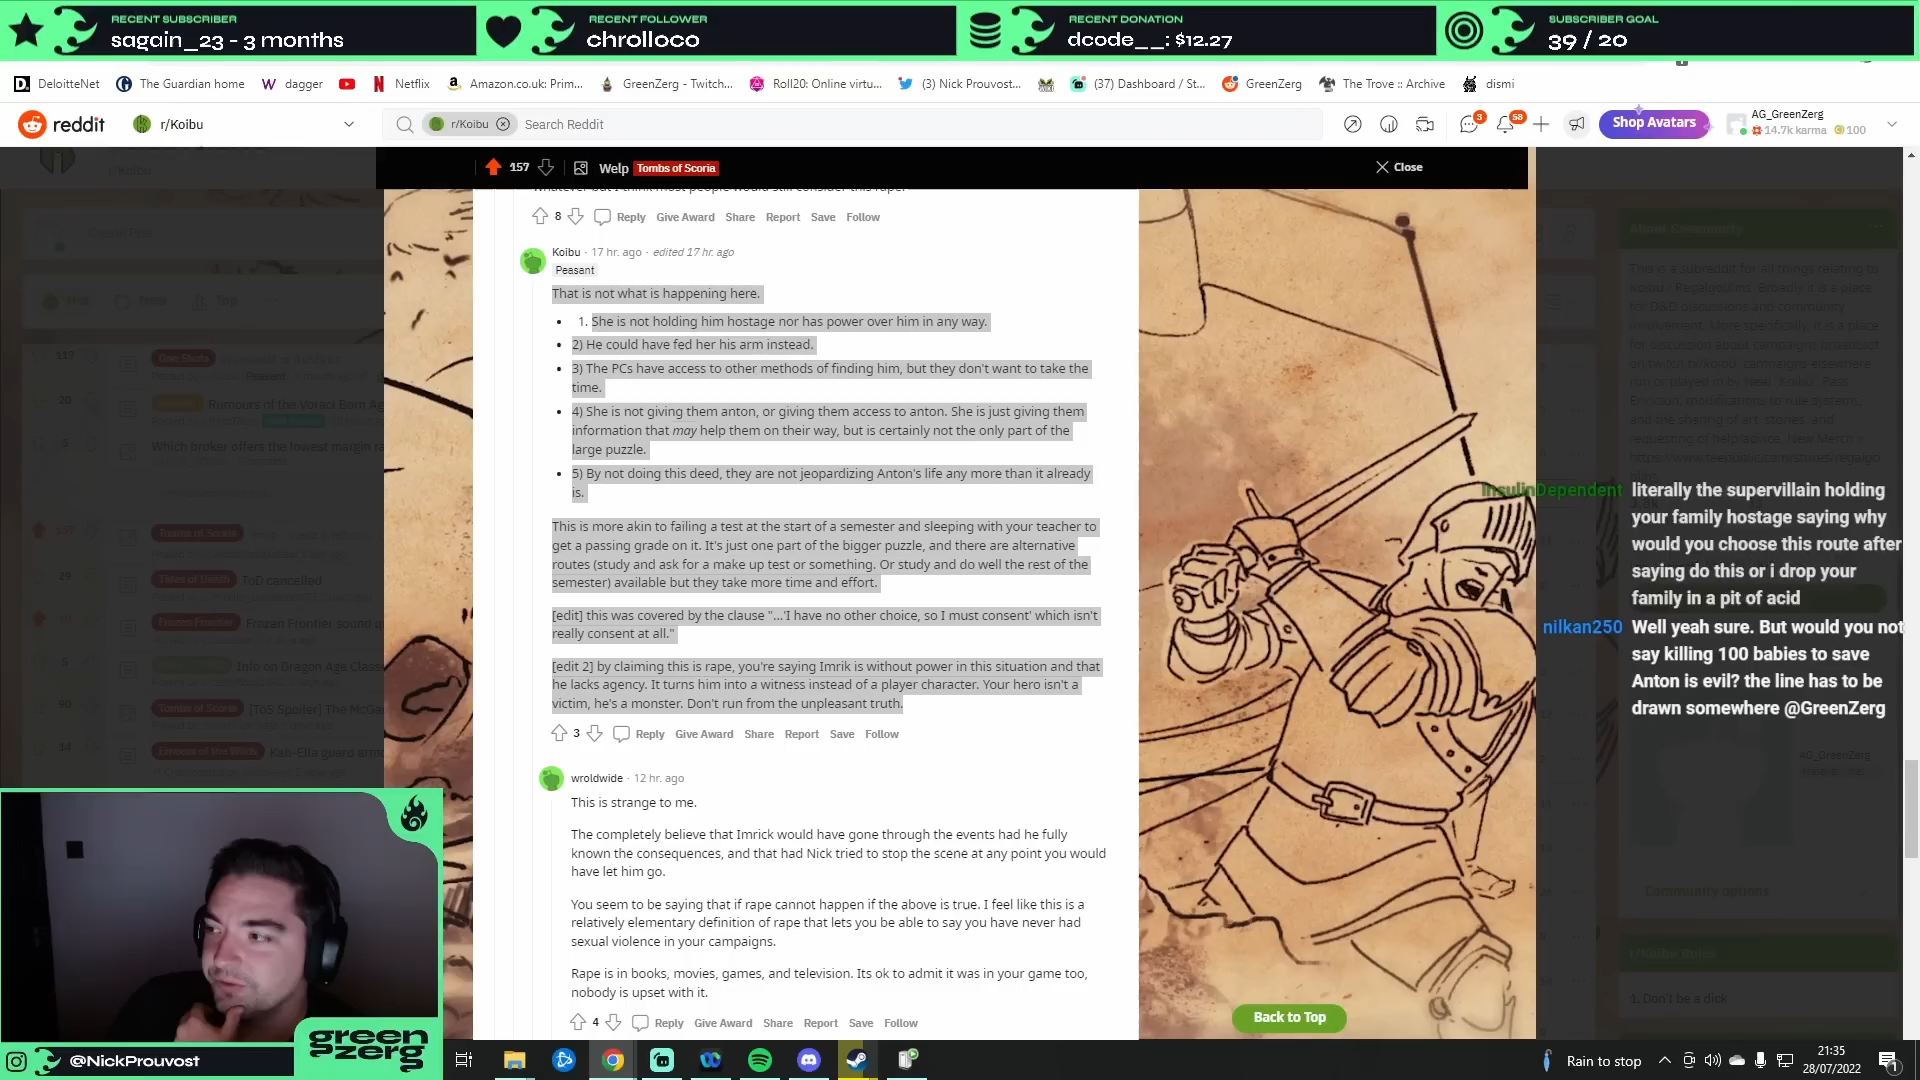 RECENT SUBSCRIBER
sagain_23 - 3 months
RECENT FOLLOWER
chrolloco
RECENT DONATION
dcode__: $12.27
SUBSCRIBER GOAL
39 / 20
DeloitteNet
The Guardian home
dagger
Netflix
Amazon.co.uk: Prim...
GreenZerg - Twitch...
Roll20: Online virtu...
(3) Nick Prouvost...
(37) Dashboard / St...
GreenZerg
The Trove :: Archive
dismi
reddit
r/Koibu
r/Koibu
Search Reddit
3
58
Shop Avatars
AG_GreenZerg
14.7k karma
100
157
Welp
Tombs of Scoria
Close
8
Reply Give Award Share Report Save Follow
Koibu · 17 hr. ago · edited 17 hr. ago
Peasant
That is not what is happening here.
1. She is not holding him hostage nor has power over him in any way.
2) He could have fed her his arm instead.
3) The PCs have access to other methods of finding him, but they don't want to take the
time.
4) She is not giving them anton, or giving them access to anton. She is just giving them
information that may help them on their way, but is certainly not the only part of the
large puzzle.
5) By not doing this deed, they are not jeopardizing Anton's life any more than it already
is.
This is more akin to failing a test at the start of a semester and sleeping with your teacher to
get a passing grade on it. It's just one part of the bigger puzzle, and there are alternative
routes (study and ask for a make up test or something. Or study and do well the rest of the
semester) available but they take more time and effort.
[edit] this was covered by the clause "...'I have no other choice, so I must consent' which isn't
really consent at all."
[edit 2] by claiming this is rape, you're saying Imrik is without power in this situation and that
he lacks agency. It turns him into a witness instead of a player character. Your hero isn't a
victim, he's a monster. Don't run from the unpleasant truth.
3
Reply Give Award Share Report Save Follow
wroldwide · 12 hr. ago
This is strange to me.
The completely believe that Imrick would have gone through the events had he fully
known the consequences, and that had Nick tried to stop the scene at any point you would
have let him go.
You seem to be saying that if rape cannot happen if the above is true. I feel like this is a
relatively elementary definition of rape that lets you be able to say you have never had
sexual violence in your campaigns.
Rape is in books, movies, games, and television. Its ok to admit it was in your game too,
nobody is upset with it.
4
Reply Give Award Share Report Save Follow
Back to Top
InsulinDependent literally the supervillain holding
your family hostage saying why
would you choose this route after
saying do this or i drop your
family in a pit of acid
nilkan250 Well yeah sure. But would you not
say killing 100 babies to save
Anton is evil? the line has to be
drawn somewhere @GreenZerg
About Community
Community options
r/Koibu Rules
1. Don't be a dick
Tombs of Scoria
ToD cancelled
Frozen Frontier
Which broker offers the lowest margin
green
zerg
@NickProuvost
Rain to stop
21:35
28/07/2022
1